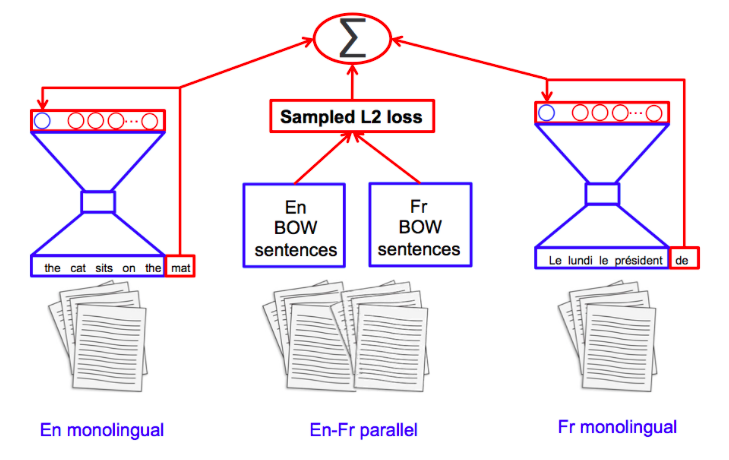 ∑
Sampled L2 loss
En
BOW
sentences
Fr
BOW
sentences
the cat sits on the mat
Le lundi le président de
En monolingual
En-Fr parallel
Fr monolingual